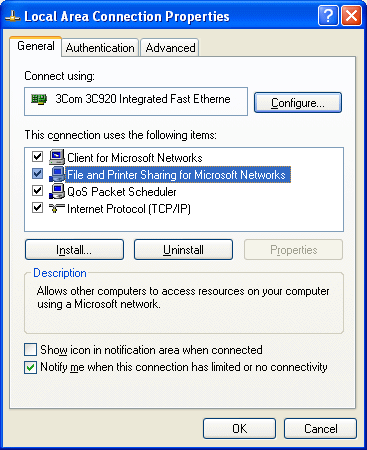 Local Area Connection Properties
General Authentication Advanced
Connect using:
3Com 3C920 Integrated Fast Etherne
Configure...
This connection uses the following items:
Client for Microsoft Networks
File and Printer Sharing for Microsoft Networks
QoS Packet Scheduler
Internet Protocol (TCP/IP)
Install... Uninstall Properties
Description
Allows other computers to access resources on your computer
using a Microsoft network.
Show icon in notification area when connected
Notify me when this connection has limited or no connectivity
OK Cancel